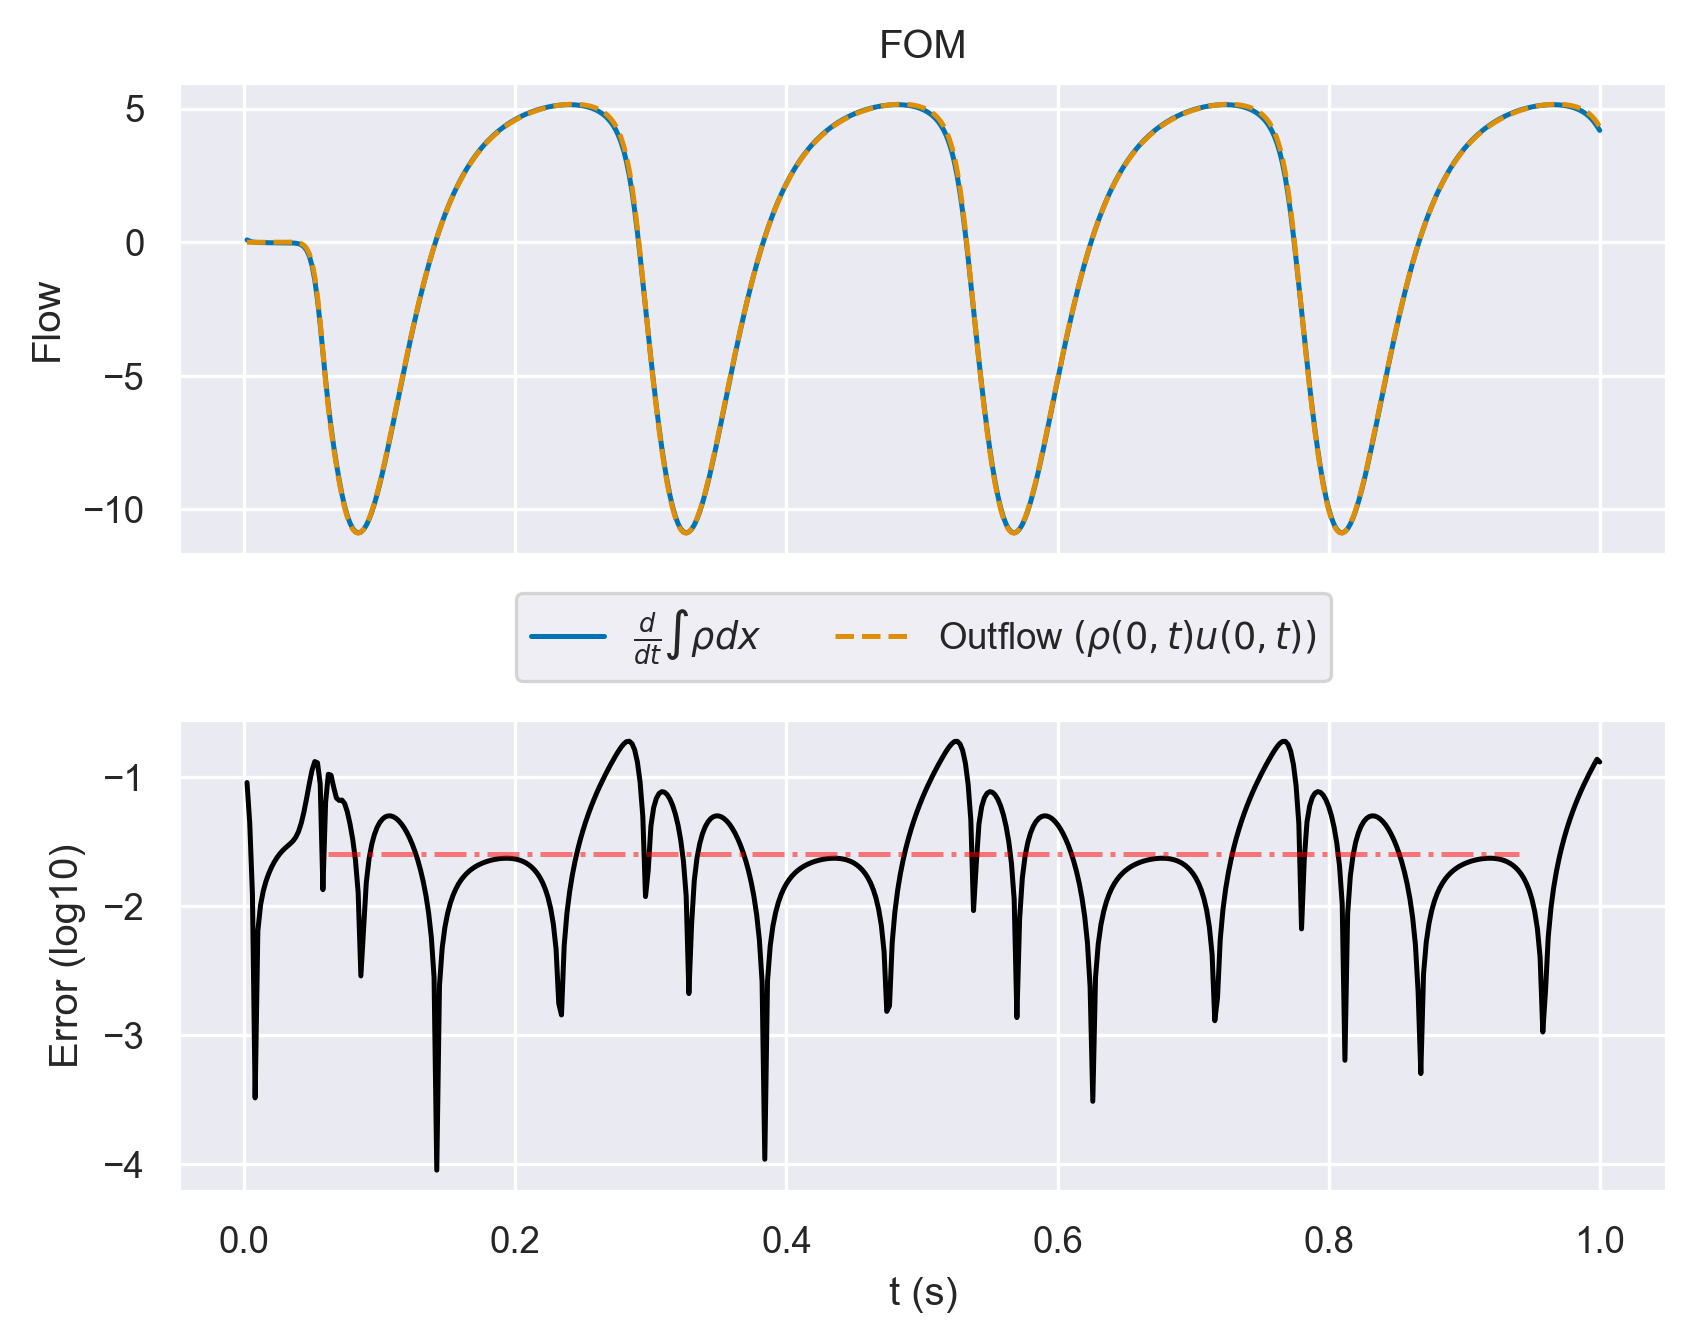 FOM
5
0
−5
−10
Flow
d/dt ∫ρdx
Outflow (ρ(0, t)u(0, t))
−1
−2
−3
−4
Error (log10)
0.0 0.2 0.4 0.6 0.8 1.0
t (s)